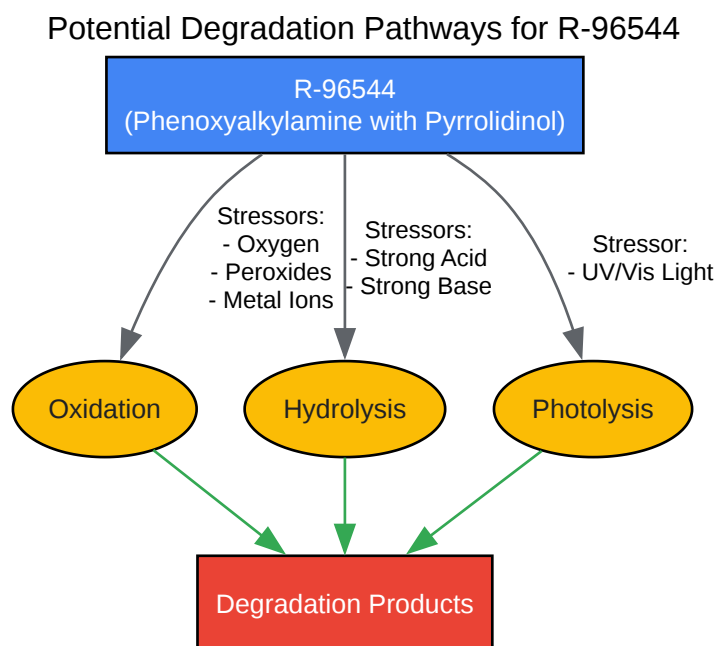 Potential Degradation Pathways for R-96544
R-96544
(Phenoxyalkylamine with Pyrrolidinol)
Stressors:
- Oxygen
- Peroxides
- Metal Ions
Stressors:
- Strong Acid
- Strong Base
Stressor:
- UV/Vis Light
Oxidation
Hydrolysis
Photolysis
Degradation Products